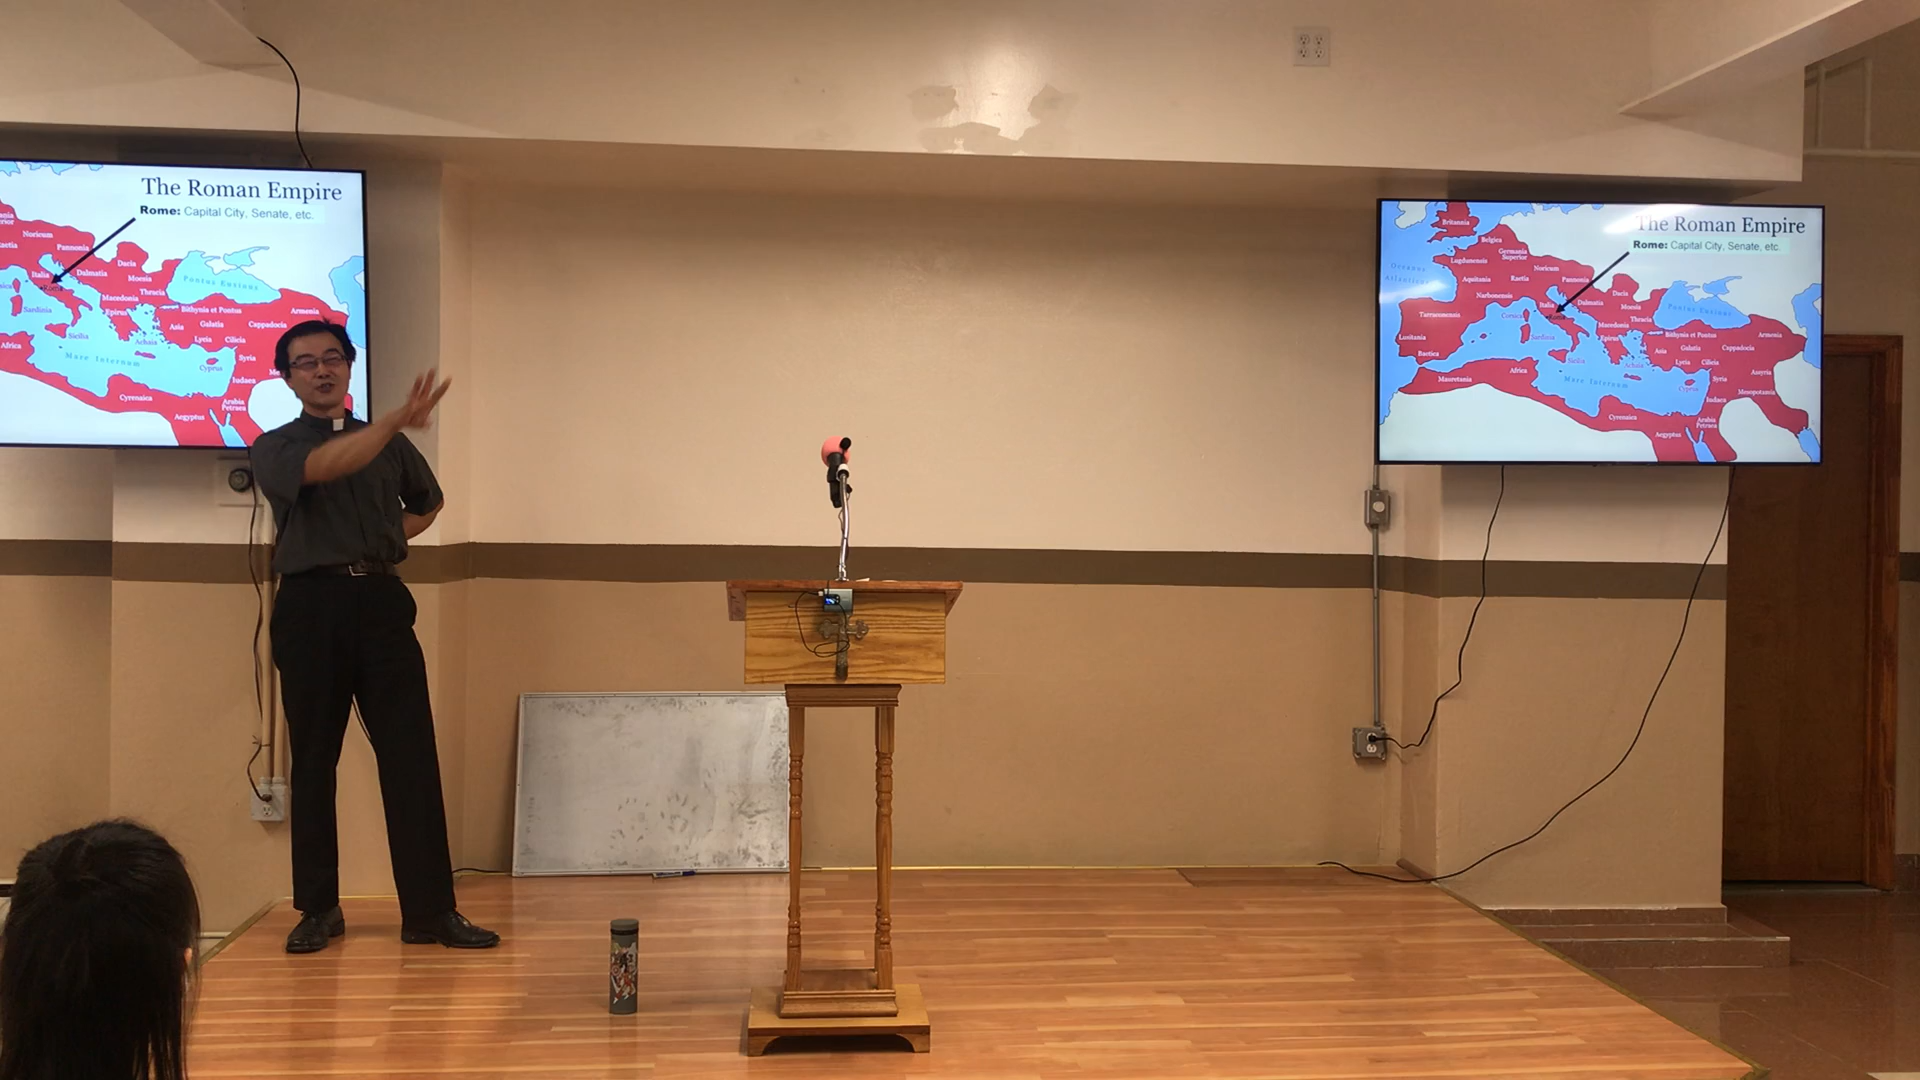 The Roman Empire
Rome: Capital City, Senate, etc.
Noricum
Pannonia
Dacia
Italia
Dalmatia
Moesia
Pontus Euxinus
Roma
Thracia
Macedonia
Bithynia et Pontus
Armenia
Sardinia
Epirus
Asia
Galatia
Cappadocia
Sicilia
Achaia
Lycia
Cilicia
Africa
Mare Internum
Cyprus
Syria
Iudaea
Cyrenaica
Arabia
Petraea
Aegyptus
The Roman Empire
Rome: Capital City, Senate, etc.
Britannia
Belgica
Germania
Superior
Lugdunensis
Noricum
Oceanus
Atlanticus
Aquitania
Raetia
Pannonia
Dacia
Narbonensis
Italia
Dalmatia
Moesia
Pontus Euxinus
Tarraconensis
Corsica
Roma
Thracia
Macedonia
Bithynia et Pontus
Armenia
Lusitania
Sardinia
Epirus
Asia
Galatia
Cappadocia
Baetica
Sicilia
Achaia
Lycia
Cilicia
Assyria
Mauretania
Africa
Mare Internum
Cyprus
Syria
Mesopotamia
Iudaea
Cyrenaica
Arabia
Petraea
Aegyptus